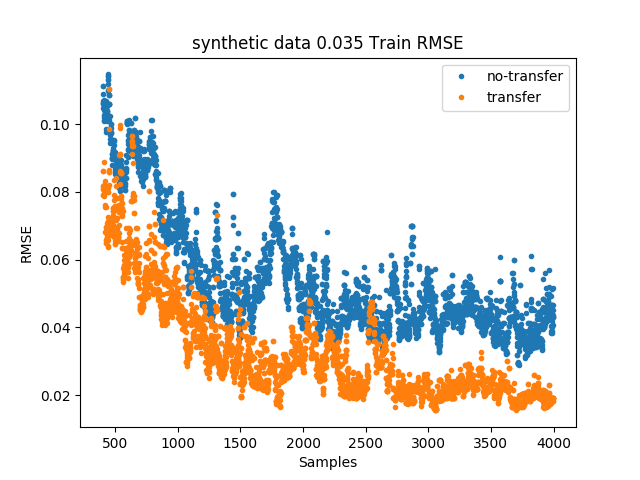 synthetic data 0.035 Train RMSE
no-transfer
transfer
RMSE
0.10
0.08
0.06
0.04
0.02
500 1000 1500 2000 2500 3000 3500 4000
Samples